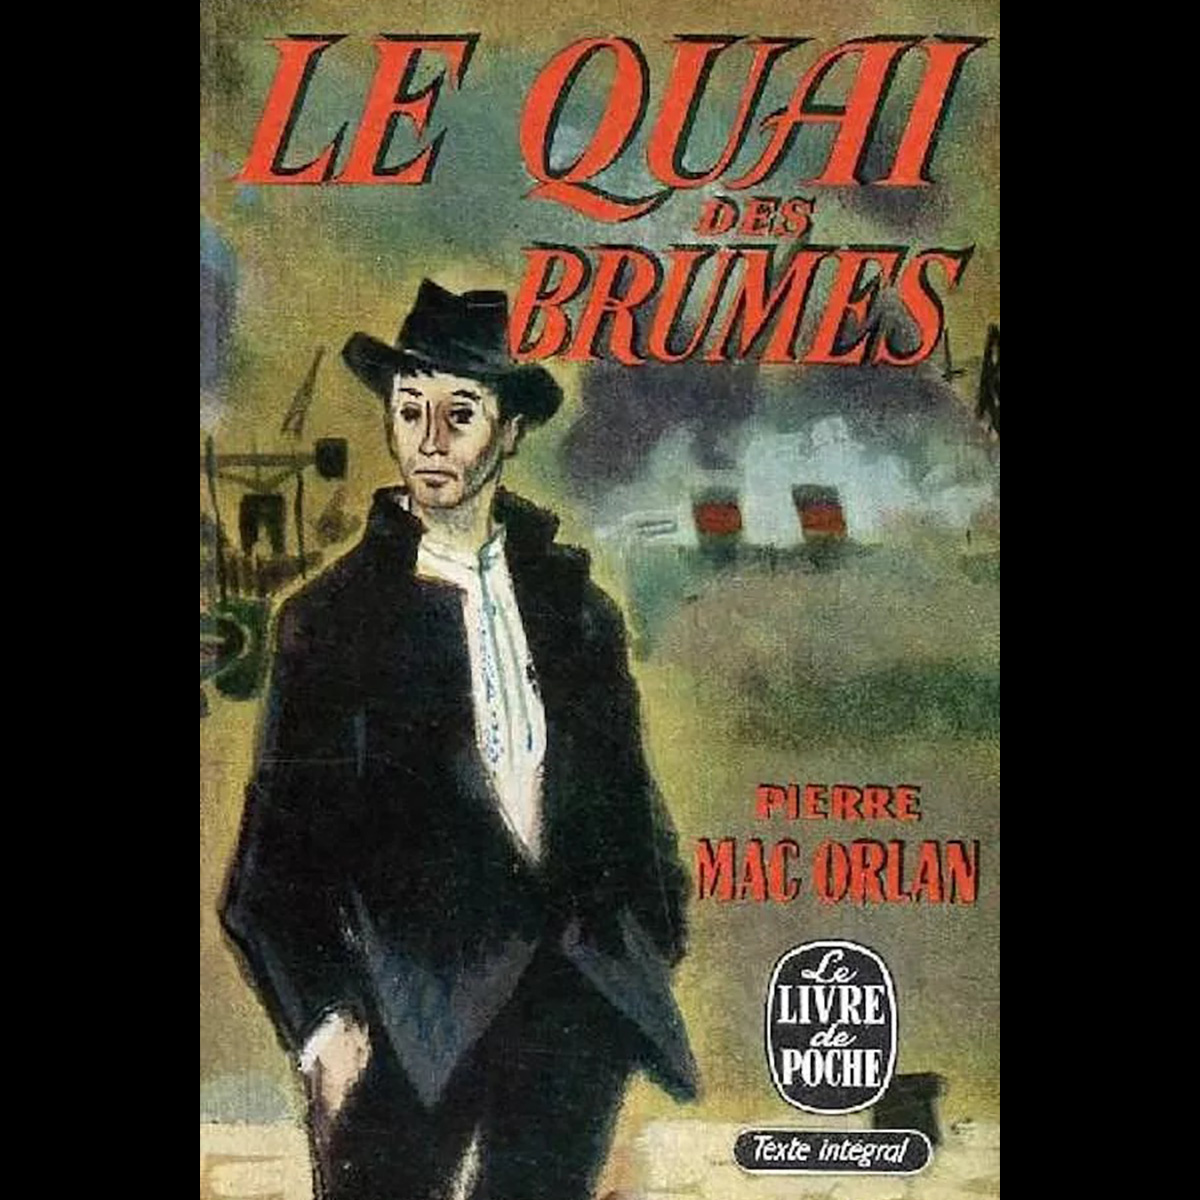 LE QUAI
DES
BRUMES
PIERRE
MAC ORLAN
Le
LIVRE
de
POCHE
Texte intégral